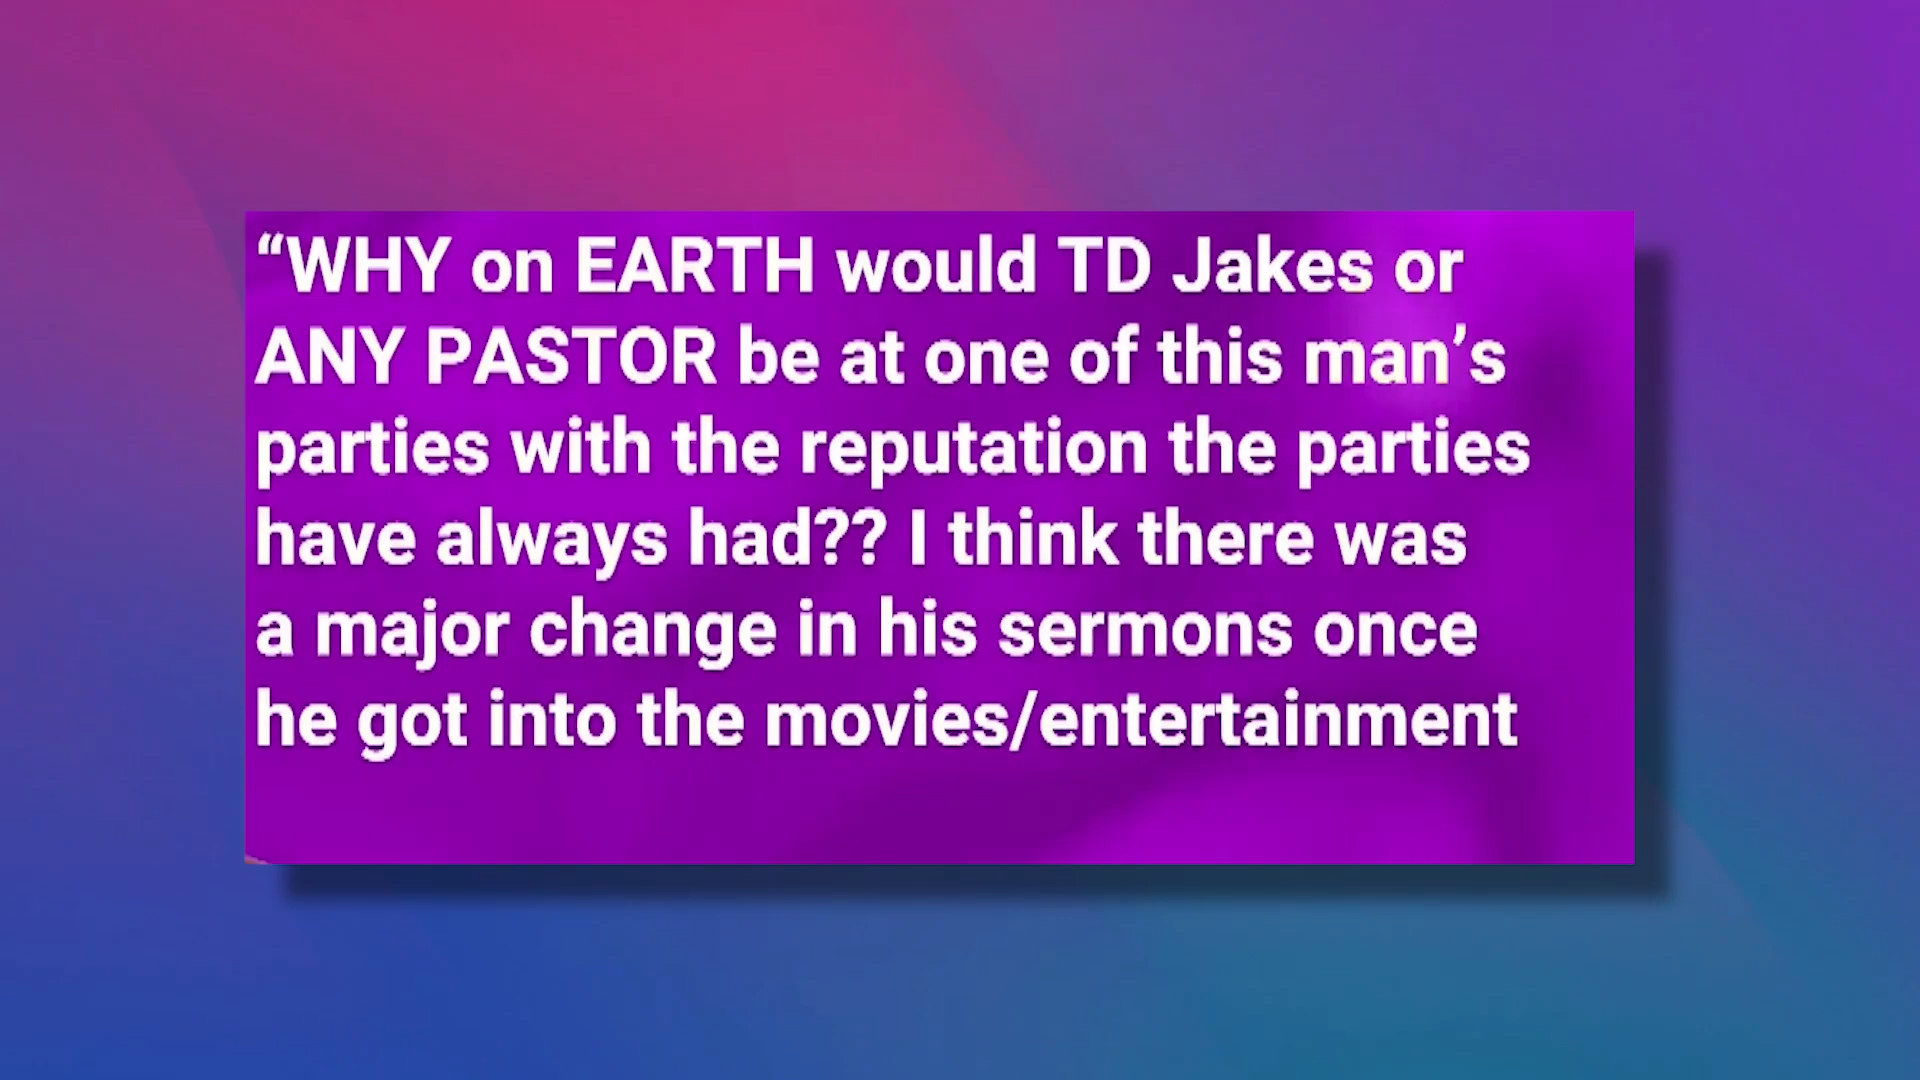 “WHY on EARTH would TD Jakes or
ANY PASTOR be at one of this man’s
parties with the reputation the parties
have always had?? I think there was
a major change in his sermons once
he got into the movies/entertainment